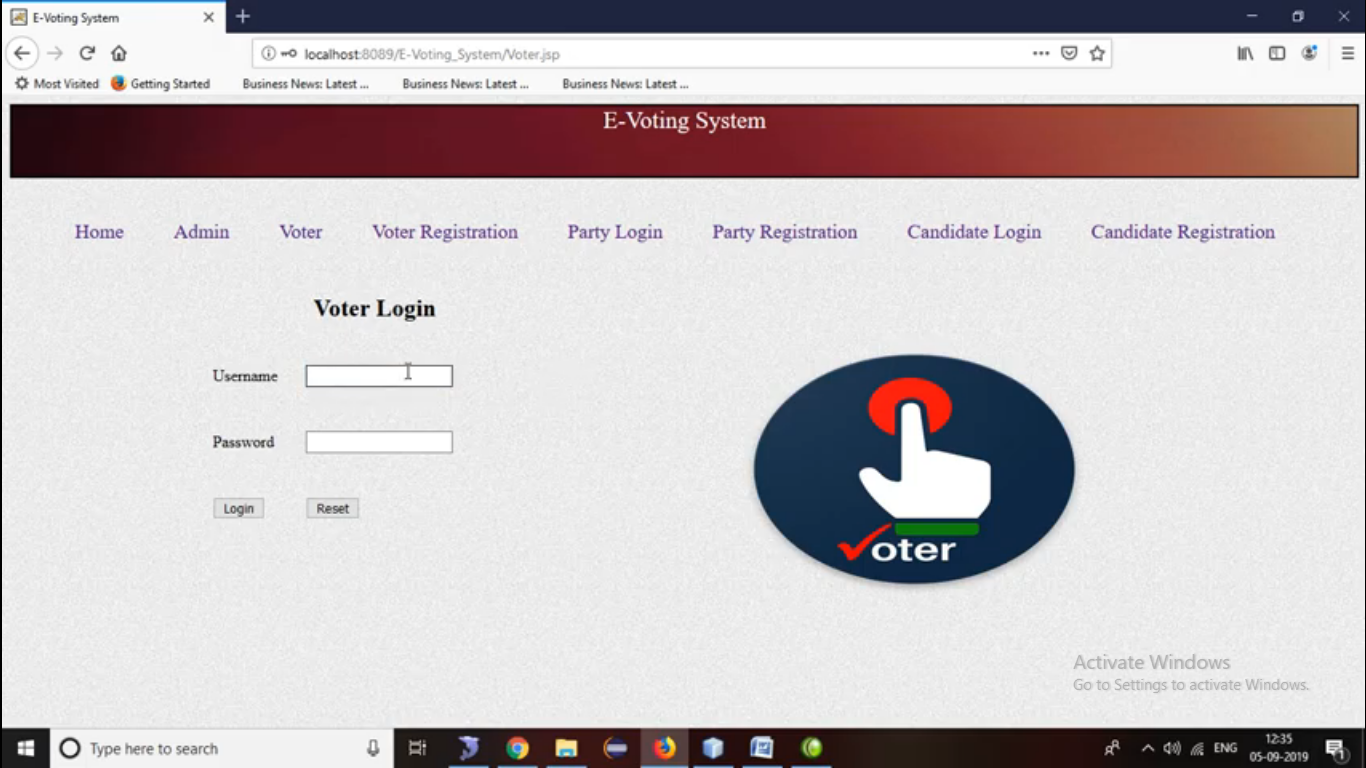 E-Voting System
localhost:8089/E-Voting_System/Voter.jsp
Most Visited Getting Started Business News: Latest ... Business News: Latest ... Business News: Latest ...
E-Voting System
Home Admin Voter Voter Registration Party Login Party Registration Candidate Login Candidate Registration
Voter Login
Username
Password
Login Reset
oter
Activate Windows
Go to Settings to activate Windows.
Type here to search
ENG
12:35
05-09-2019
1